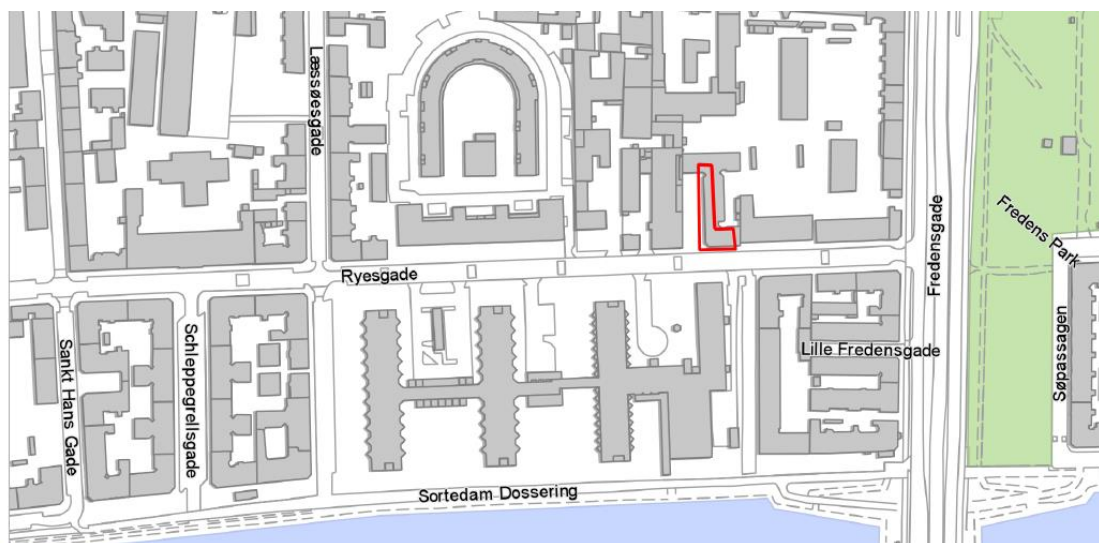 Læssøesgade
Ryesgade
Fredensgade
Fredens Park
Sankt Hans Gade
Schleppegrellsgade
Lille Fredensgade
Søpassagen
Sortedam Dossering